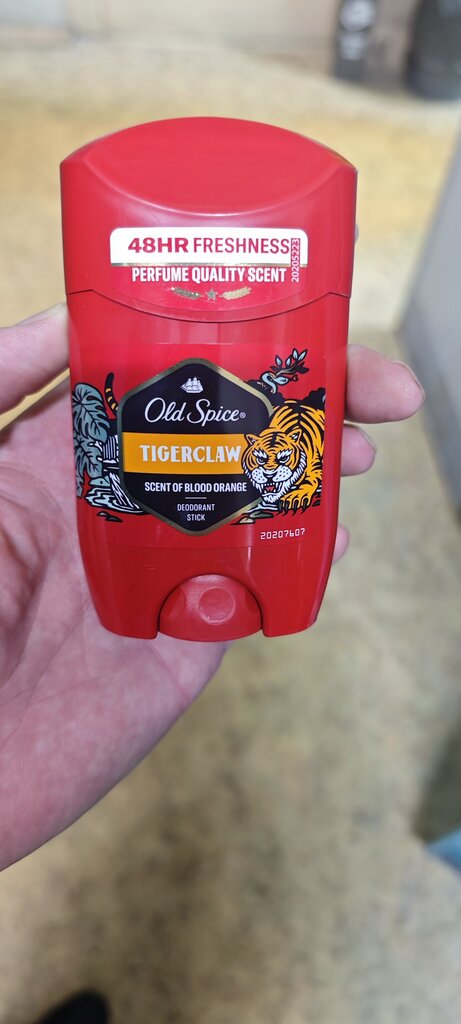 48HR FRESHNESS
PERFUME QUALITY SCENT
20205223
Old Spice®
TIGERCLAW
SCENT OF BLOOD ORANGE
DEODORANT
STICK
20207607